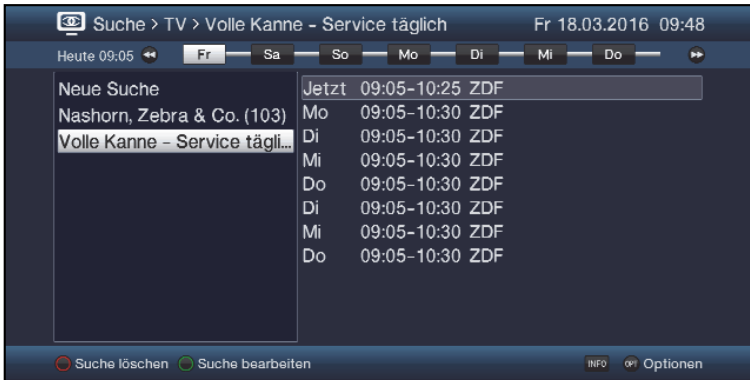 Suche > TV > Volle Kanne - Service täglich Fr 18.03.2016 09:48
Heute 09:05 Fr Sa So Mo Di Mi Do
Neue Suche
Nashorn, Zebra & Co. (103)
Volle Kanne - Service tägli...
Jetzt 09:05-10:25 ZDF
Mo 09:05-10:30 ZDF
Di 09:05-10:30 ZDF
Mi 09:05-10:30 ZDF
Do 09:05-10:30 ZDF
Di 09:05-10:30 ZDF
Mi 09:05-10:30 ZDF
Do 09:05-10:30 ZDF
Suche löschen Suche bearbeiten INFO OPT Optionen